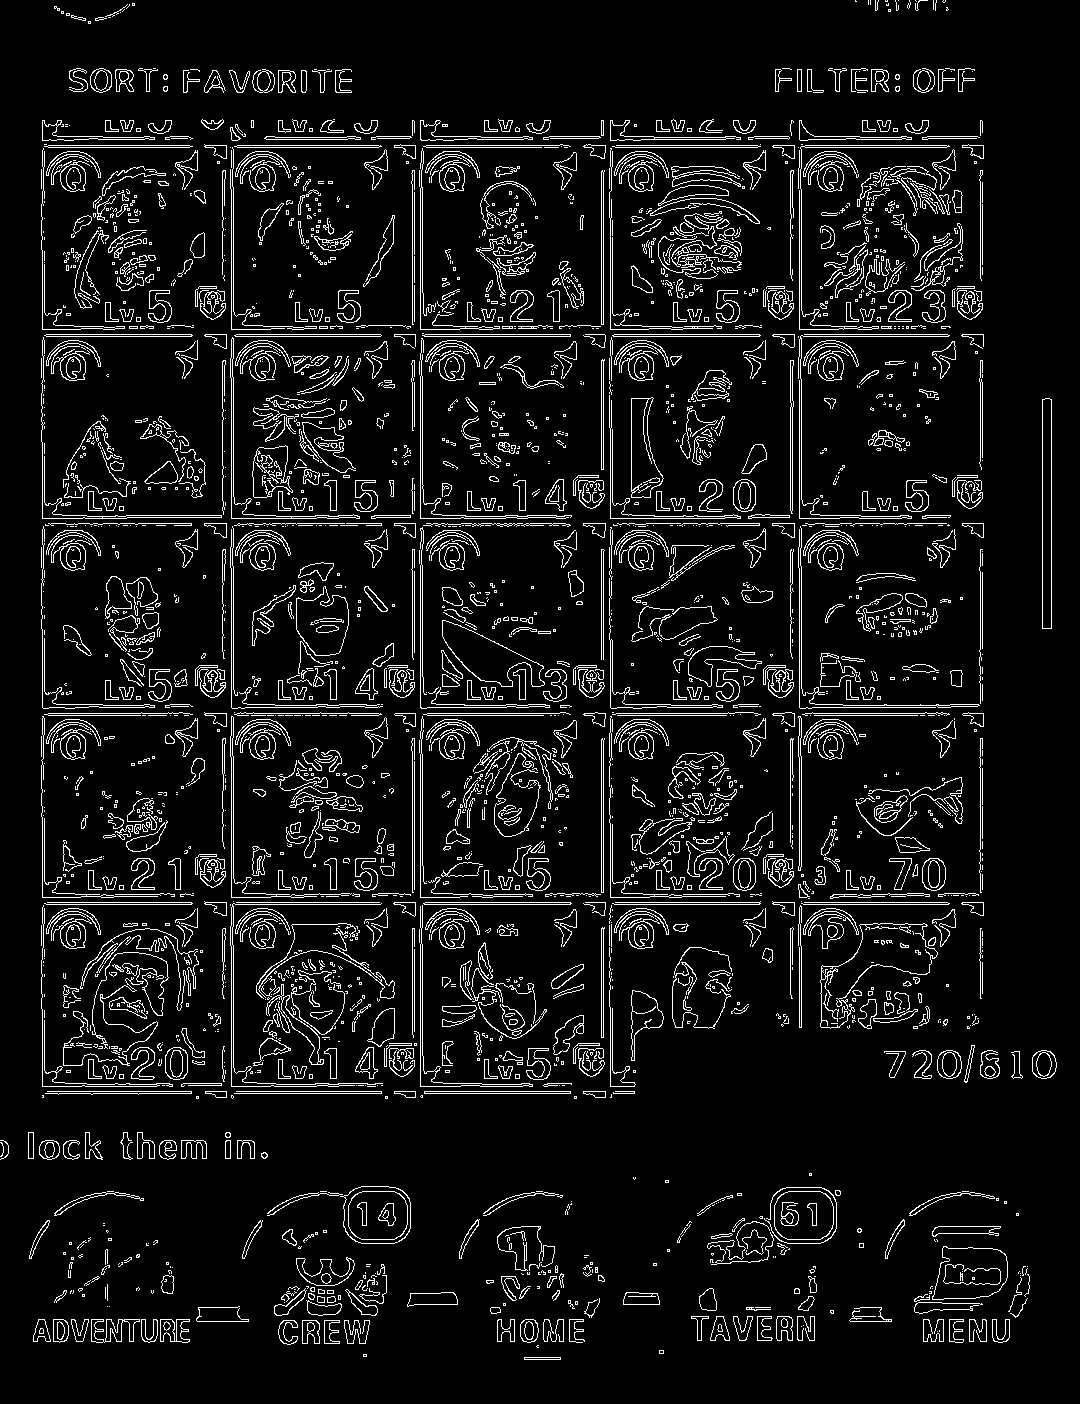 SORT: FAVORITE FILTER: OFF
Q Q Q Q Q
Lv.5 Lv.5 Lv.21 Lv.5 Lv.23
Q Q Q Q Q
Lv. Lv.15 Lv.14 Lv.20 Lv.5
Q Q Q Q Q
Lv.5 Lv.14 Lv.13 Lv.5 Lv.
Q Q Q Q Q
Lv.21 Lv.15 Lv.5 Lv.20 Lv.70
Q Q Q Q P
Lv.20 Lv.14 Lv.5
720/810
lock them in.
14 51
ADVENTURE CREW HOME TAVERN MENU